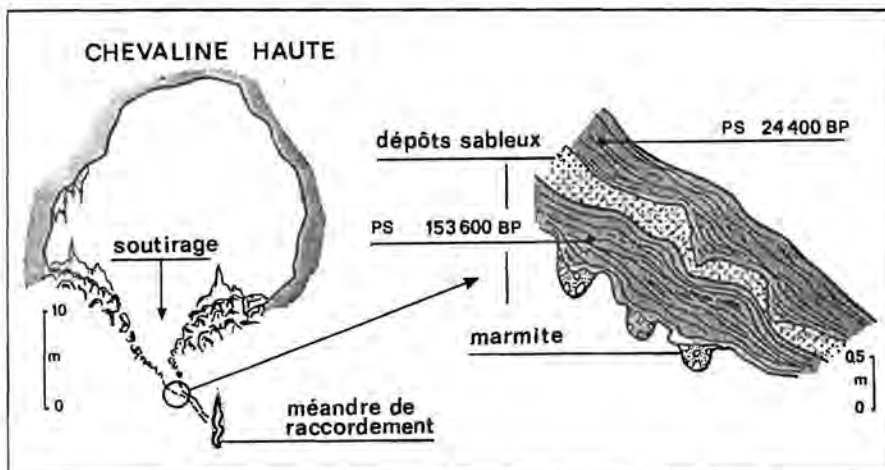 CHEVALINE HAUTE
dépôts sableux
PS 24 400 BP
PS 153 600 BP
soutirage
10
m
0
marmite
0.5
m
0
méandre de
raccordement